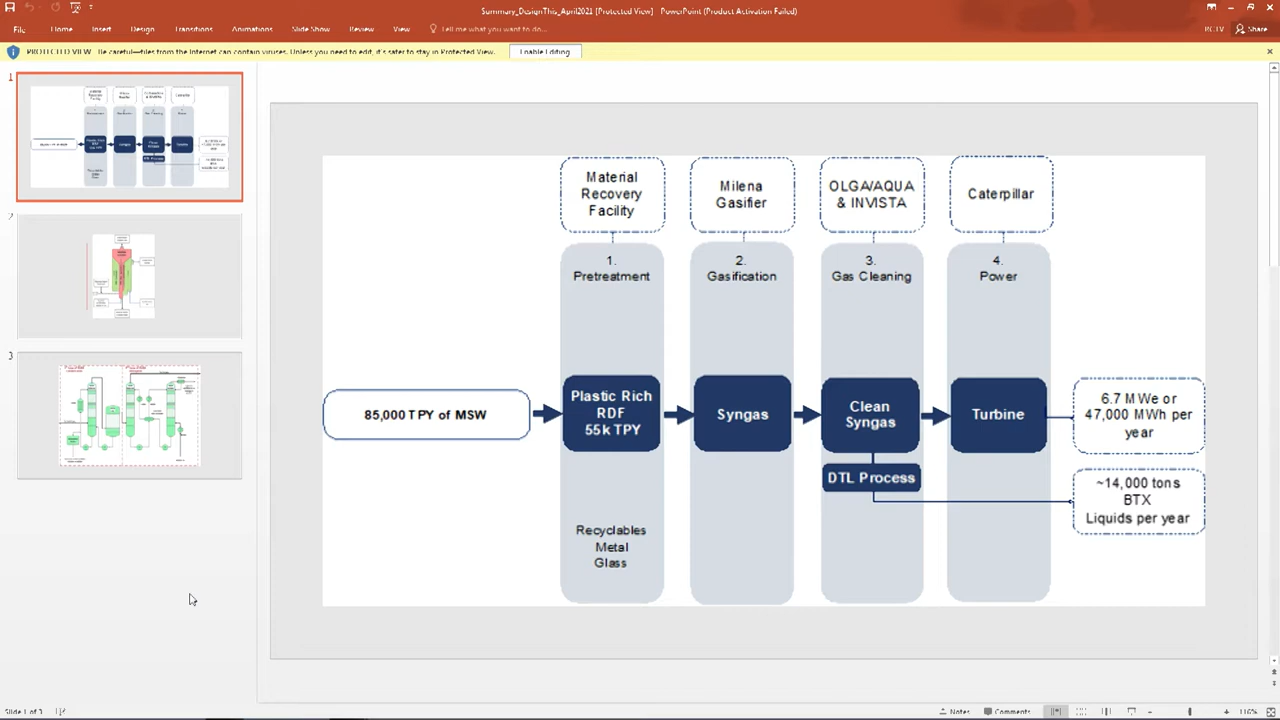 Summary_DesignThis_April2021 [Protected View] - PowerPoint (Product Activation Failed)
File Home Insert Design Transitions Animations Slide Show Review View Tell me what you want to do... RCTV Share
PROTECTED VIEW Be careful—files from the Internet can contain viruses. Unless you need to edit, it's safer to stay in Protected View. Enable Editing
1
2
3
Material
Recovery
Facility
Milena
Gasifier
OLGA/AQUA
& INVISTA
Caterpillar
1.
Pretreatment
2.
Gasification
3.
Gas Cleaning
4.
Power
85,000 TPY of MSW
Plastic Rich
RDF
55k TPY
Syngas
Clean
Syngas
Turbine
6.7 MWe or
47,000 MWh per
year
DTL Process
~14,000 tons
BTX
Liquids per year
Recyclables
Metal
Glass
Slide 1 of 3
Notes Comments 116%